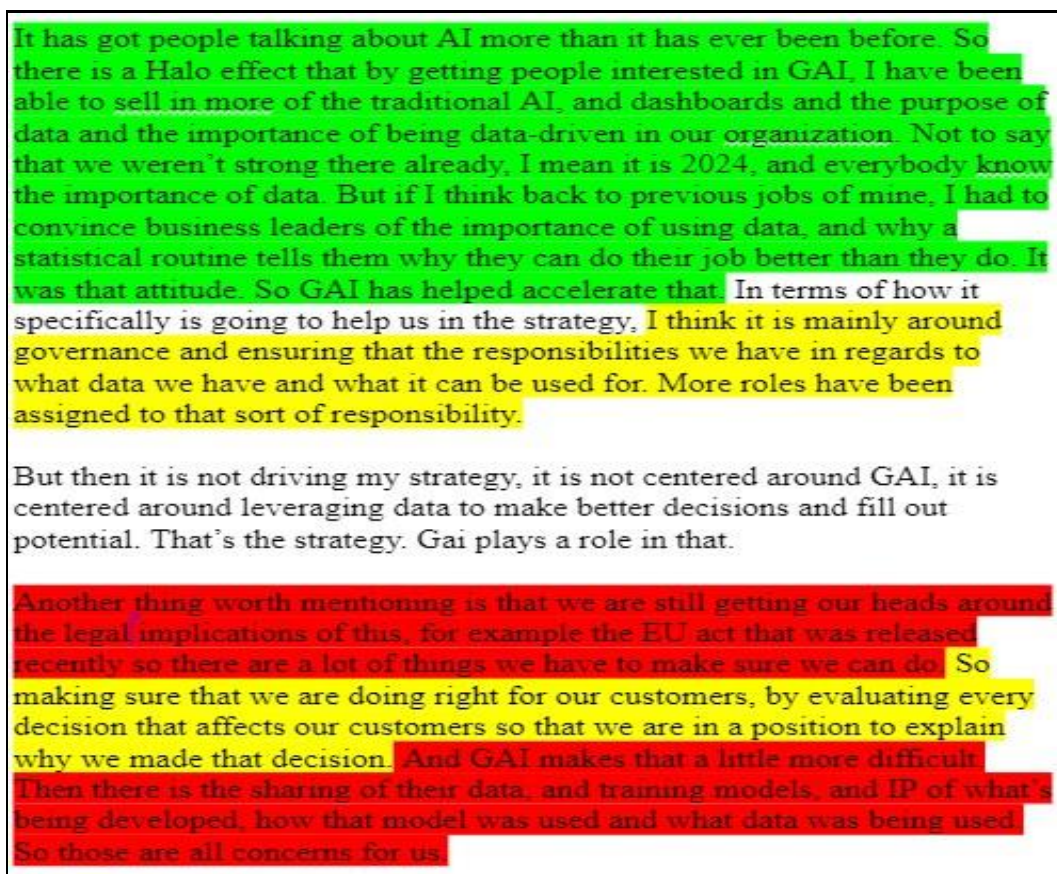 It has got people talking about AI more than it has ever been before. So
there is a Halo effect that by getting people interested in GAI, I have been
able to sell in more of the traditional AI, and dashboards and the purpose of
data and the importance of being data-driven in our organization. Not to say
that we weren't strong there already, I mean it is 2024, and everybody know
the importance of data. But if I think back to previous jobs of mine, I had to
convince business leaders of the importance of using data, and why a
statistical routine tells them why they can do their job better than they do. It
was that attitude. So GAI has helped accelerate that. In terms of how it
specifically is going to help us in the strategy, I think it is mainly around
governance and ensuring that the responsibilities we have in regards to
what data we have and what it can be used for. More roles have been
assigned to that sort of responsibility.
But then it is not driving my strategy, it is not centered around GAI, it is
centered around leveraging data to make better decisions and fill out
potential. That's the strategy. Gai plays a role in that.
Another thing worth mentioning is that we are still getting our heads around
the legal implications of this, for example the EU act that was released
recently so there are a lot of things we have to make sure we can do. So
making sure that we are doing right for our customers, by evaluating every
decision that affects our customers so that we are in a position to explain
why we made that decision. And GAI makes that a little more difficult.
Then there is the sharing of their data, and training models, and IP of what's
being developed, how that model was used and what data was being used.
So those are all concerns for us.